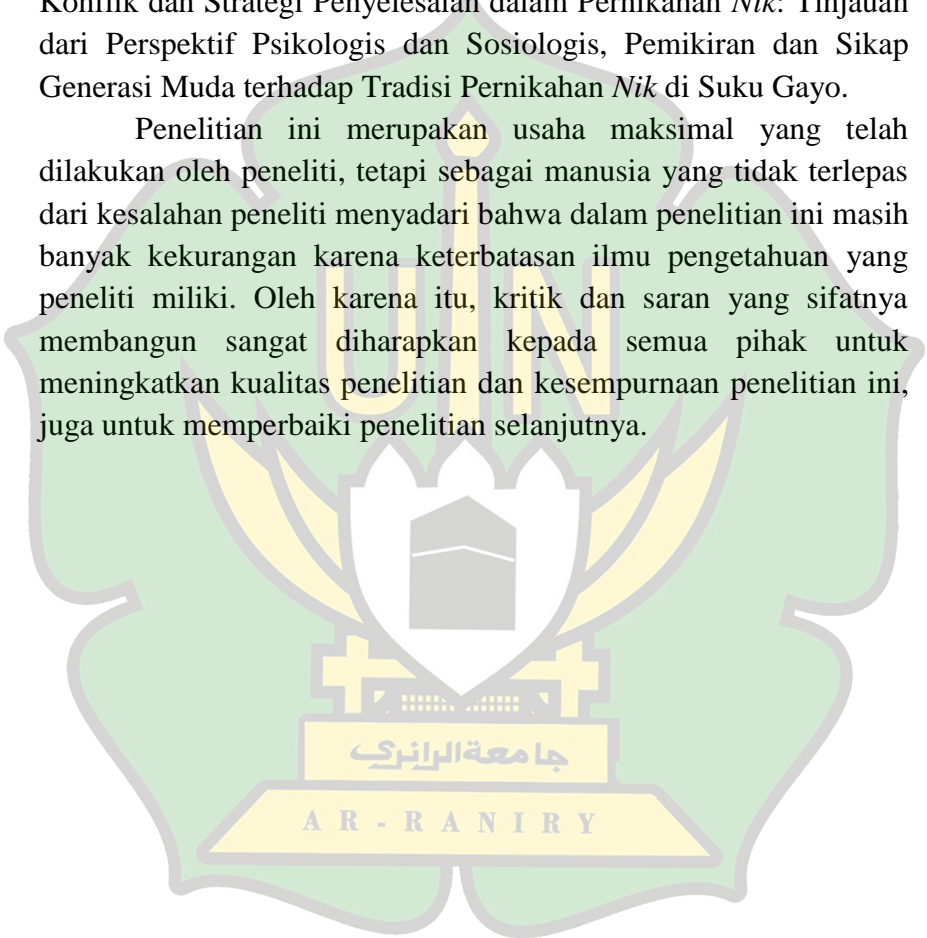 Konflik dan Strategi Penyelesaian dalam Pernikahan Nik: Tinjauan
dari Perspektif Psikologis dan Sosiologis, Pemikiran dan Sikap
Generasi Muda terhadap Tradisi Pernikahan Nik di Suku Gayo.
Penelitian ini merupakan usaha maksimal yang telah
dilakukan oleh peneliti, tetapi sebagai manusia yang tidak terlepas
dari kesalahan peneliti menyadari bahwa dalam penelitian ini masih
banyak kekurangan karena keterbatasan ilmu pengetahuan yang
peneliti miliki. Oleh karena itu, kritik dan saran yang sifatnya
membangun sangat diharapkan kepada semua pihak untuk
meningkatkan kualitas penelitian dan kesempurnaan penelitian ini,
juga untuk memperbaiki penelitian selanjutnya.
UIN
جامعة الرانري
AR-RANIRY